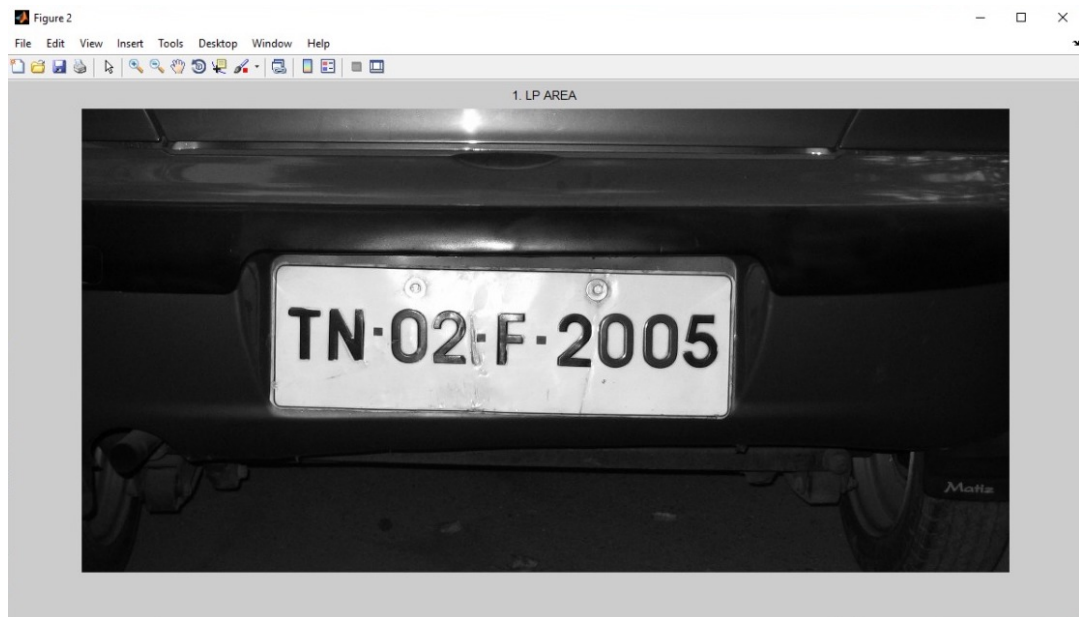 Figure 2
File Edit View Insert Tools Desktop Window Help
1. LP AREA
TN·02·F·2005
Matiz